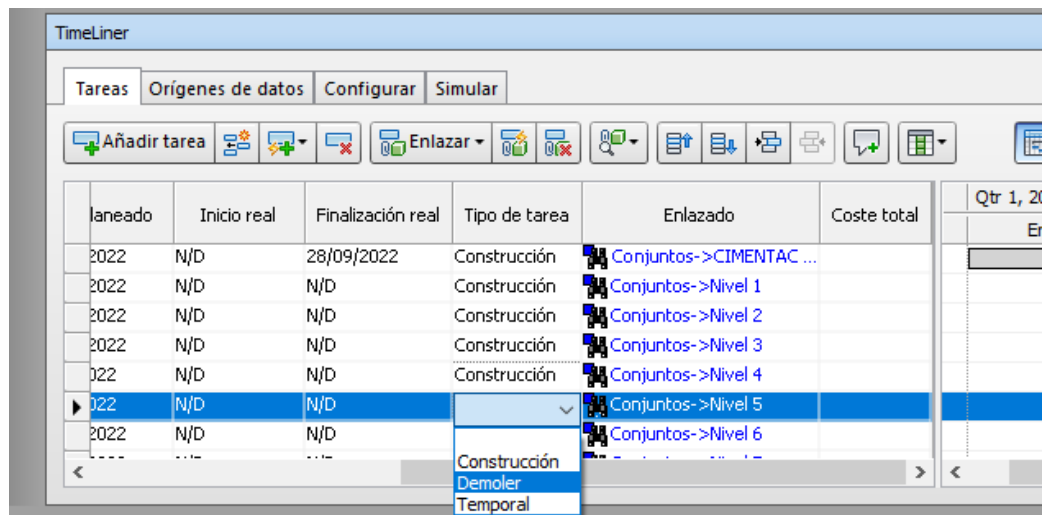 TimeLiner
Tareas Orígenes de datos Configurar Simular
Añadir tarea Enlazar
Qtr 1, 20
laneado Inicio real Finalización real Tipo de tarea Enlazado Coste total
2022 N/D 28/09/2022 Construcción Conjuntos->CIMENTAC ...
2022 N/D N/D Construcción Conjuntos->Nivel 1
2022 N/D N/D Construcción Conjuntos->Nivel 2
2022 N/D N/D Construcción Conjuntos->Nivel 3
022 N/D N/D Construcción Conjuntos->Nivel 4
022 N/D N/D Conjuntos->Nivel 5
2022 N/D N/D Conjuntos->Nivel 6
Construcción
Demoler
Temporal